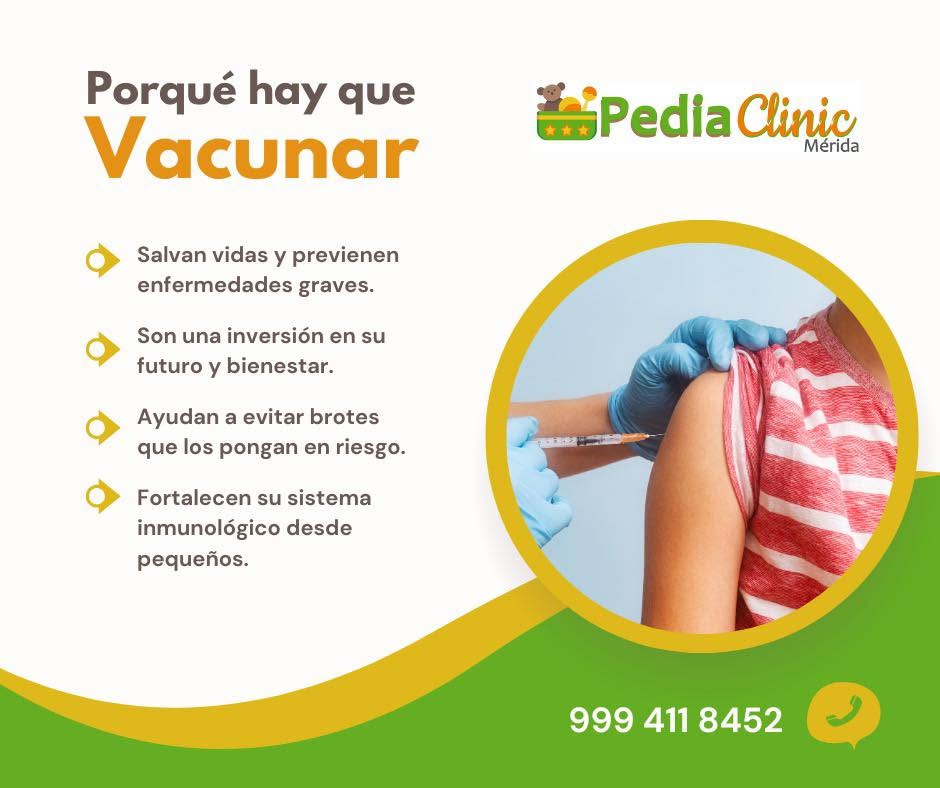 Porqué hay que
Vacunar
PediaClinic
Mérida
Salvan vidas y previenen
enfermedades graves.
Son una inversión en su
futuro y bienestar.
Ayudan a evitar brotes
que los pongan en riesgo.
Fortalecen su sistema
inmunológico desde
pequeños.
999 411 8452